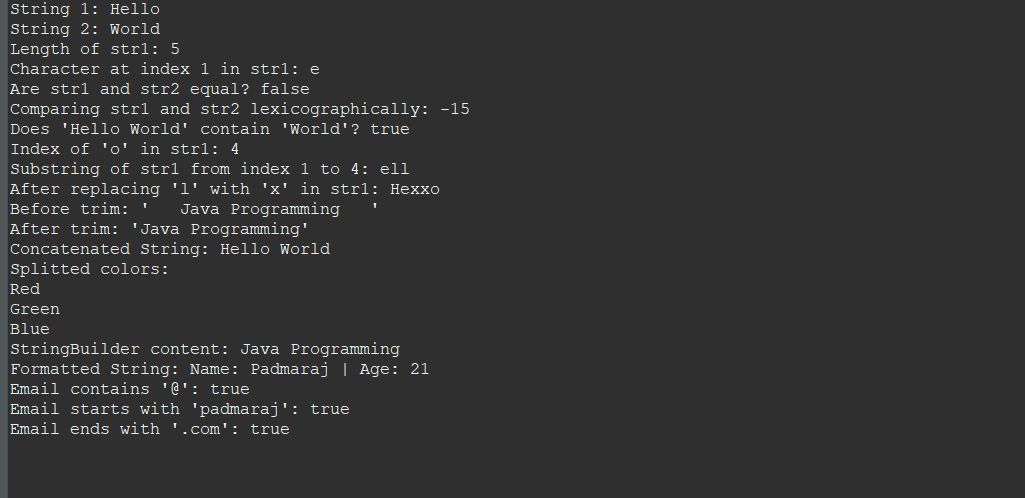 String 1: Hello
String 2: World
Length of str1: 5
Character at index 1 in str1: e
Are str1 and str2 equal? false
Comparing str1 and str2 lexicographically: -15
Does 'Hello World' contain 'World'? true
Index of 'o' in str1: 4
Substring of str1 from index 1 to 4: ell
After replacing 'l' with 'x' in str1: Hexxo
Before trim: '   Java Programming   '
After trim: 'Java Programming'
Concatenated String: Hello World
Splitted colors:
Red
Green
Blue
StringBuilder content: Java Programming
Formatted String: Name: Padmaraj | Age: 21
Email contains '@': true
Email starts with 'padmaraj': true
Email ends with '.com': true